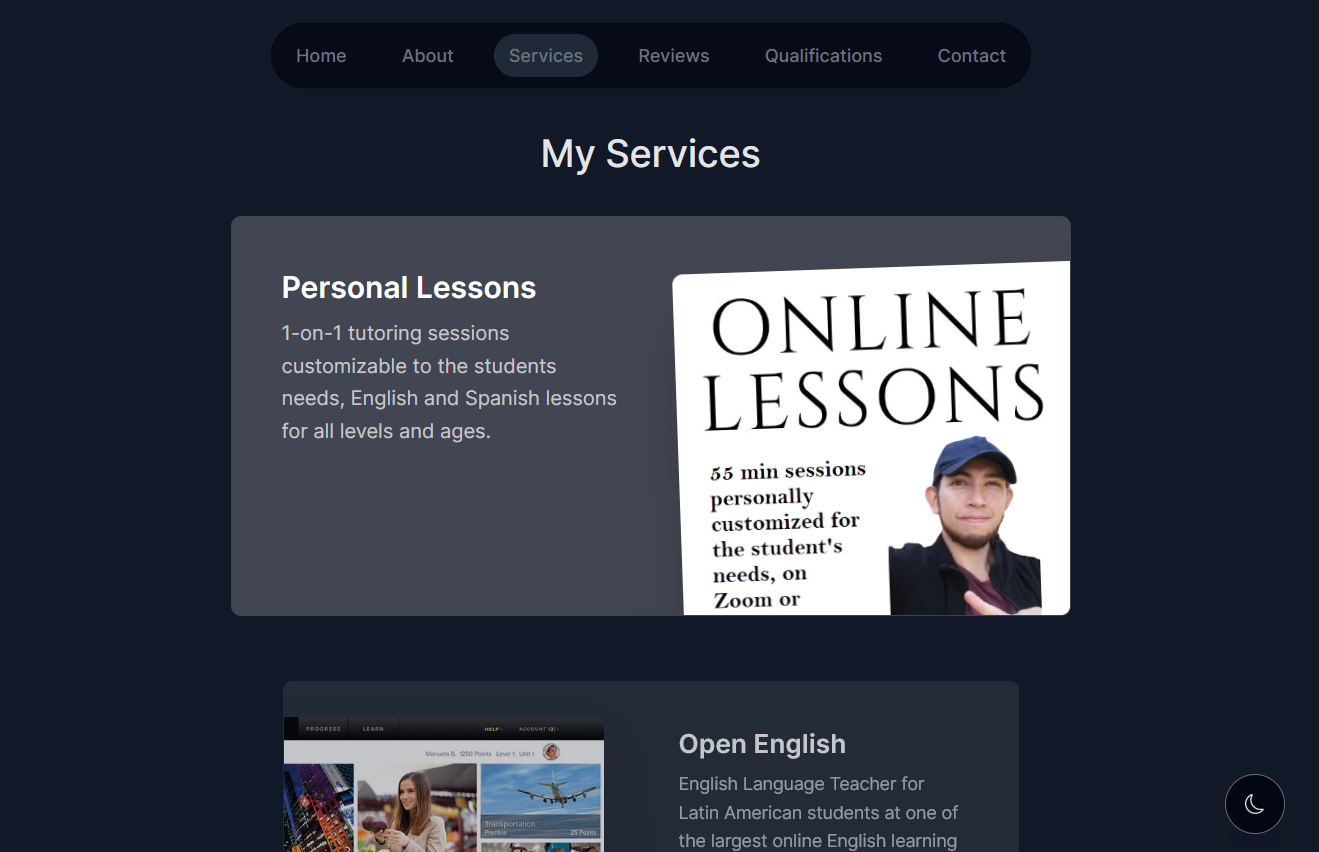 Home About Services Reviews Qualifications Contact
My Services
Personal Lessons
1-on-1 tutoring sessions
customizable to the students
needs, English and Spanish lessons
for all levels and ages.
ONLINE
LESSONS
55 min sessions
personally
customized for
the student's
needs, on
Zoom or
PROGRESS LEARN HELP ACCOUNT (2)
Manuela B. 1250 Points Level 1: Unit 1
Transportation
Practice 25 Points
Open English
English Language Teacher for
Latin American students at one of
the largest online English learning